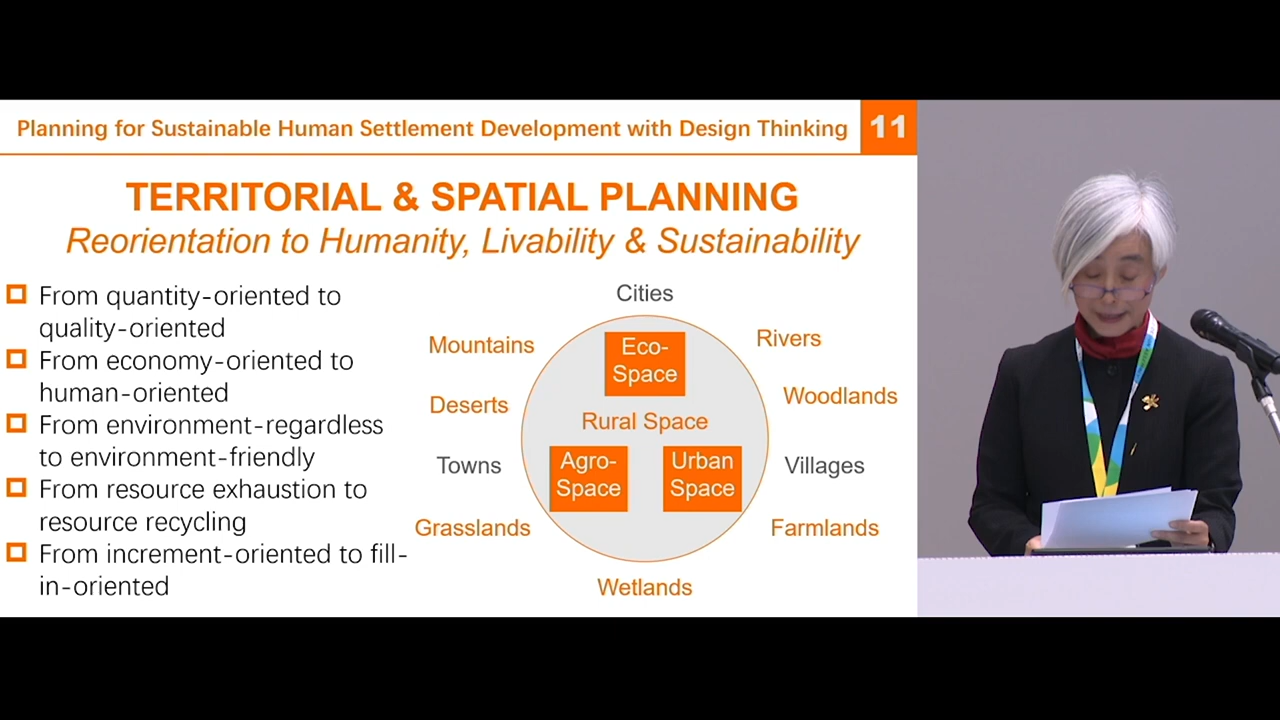 Planning for Sustainable Human Settlement Development with Design Thinking
11
TERRITORIAL & SPATIAL PLANNING
Reorientation to Humanity, Livability & Sustainability
From quantity-oriented to
quality-oriented
From economy-oriented to
human-oriented
From environment-regardless
to environment-friendly
From resource exhaustion to
resource recycling
From increment-oriented to fill-
in-oriented
Cities
Mountains
Rivers
Eco-
Space
Deserts
Woodlands
Rural Space
Towns
Agro-
Space
Urban
Space
Villages
Grasslands
Farmlands
Wetlands